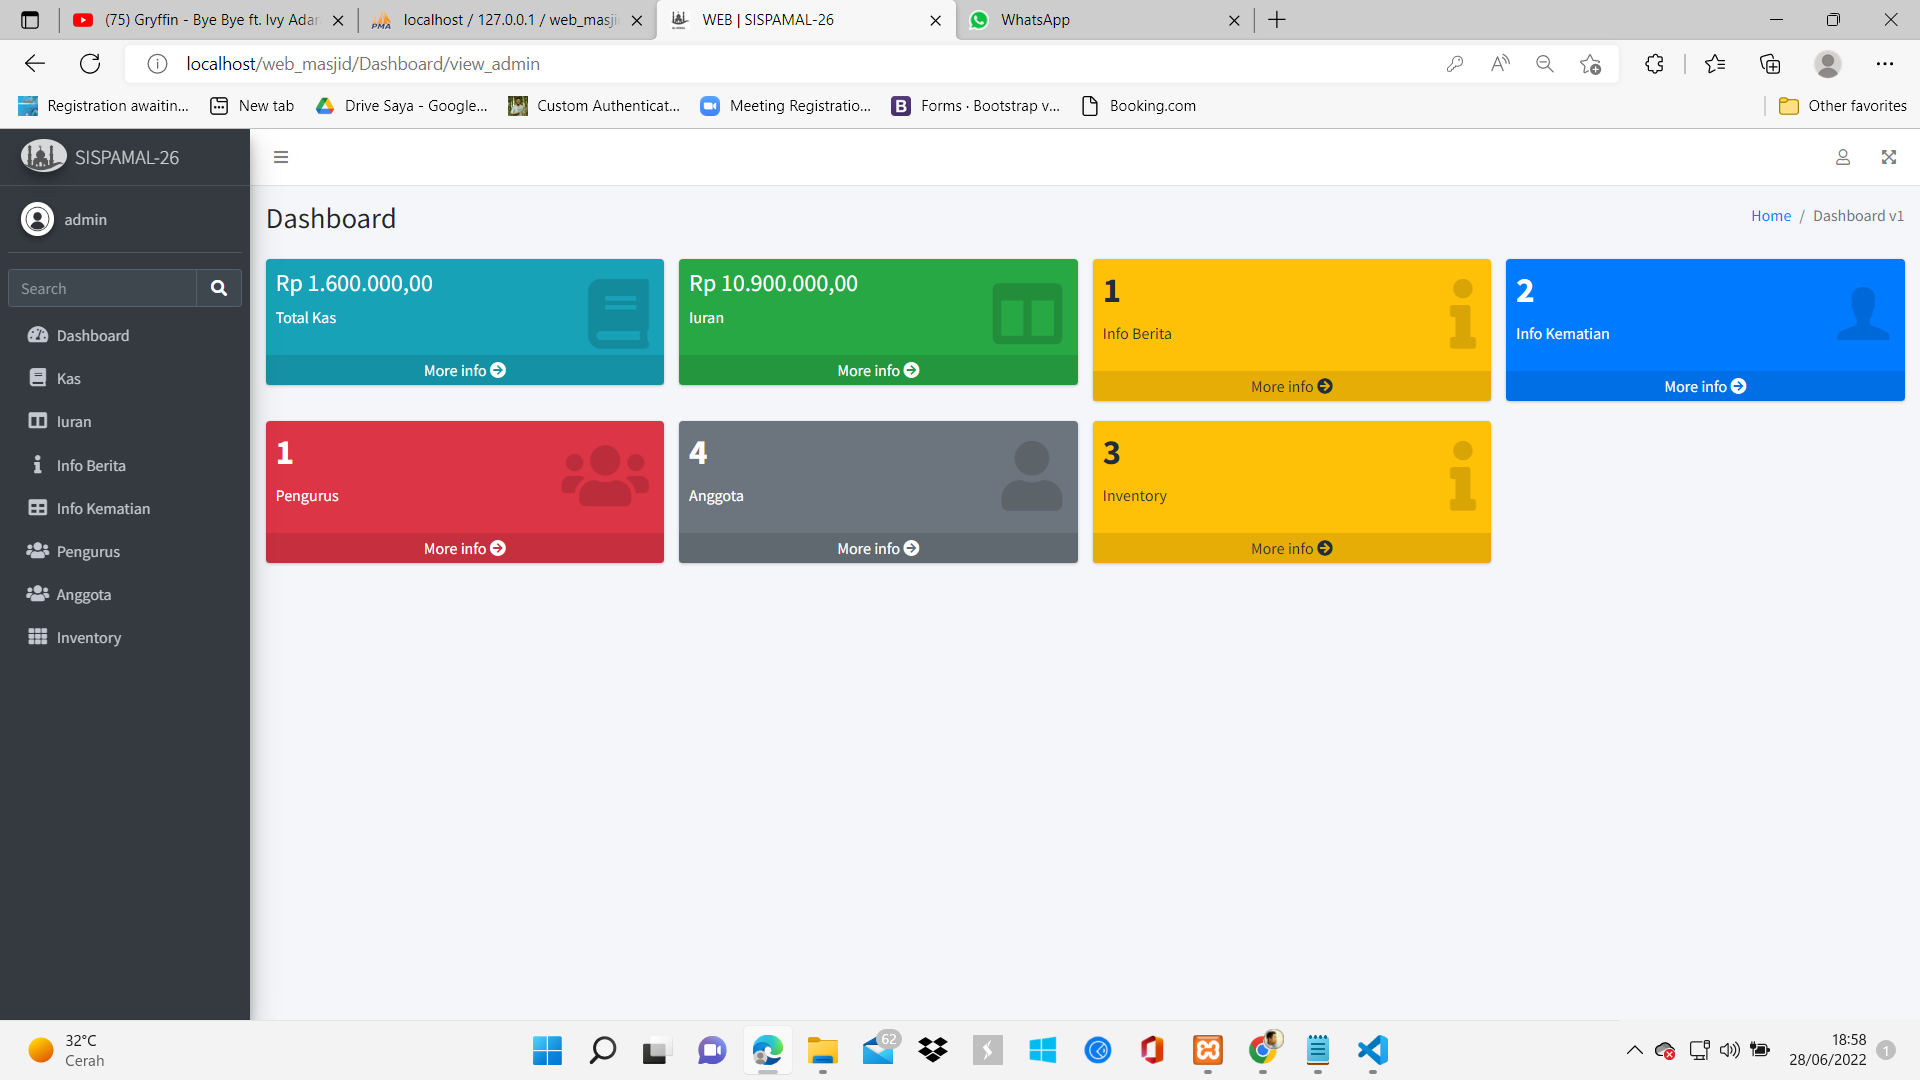 (75) Gryffin - Bye Bye ft. Ivy Adar
localhost / 127.0.0.1 / web_masji
WEB | SISPAMAL-26
WhatsApp
localhost/web_masjid/Dashboard/view_admin
Registration awaitin...
New tab
Drive Saya - Google...
Custom Authenticat...
Meeting Registratio...
Forms · Bootstrap v...
Booking.com
Other favorites
SISPAMAL-26
admin
Search
Dashboard
Kas
Iuran
Info Berita
Info Kematian
Pengurus
Anggota
Inventory
Dashboard
Home / Dashboard v1
Rp 1.600.000,00
Total Kas
More info
Rp 10.900.000,00
Iuran
More info
1
Info Berita
More info
2
Info Kematian
More info
1
Pengurus
More info
4
Anggota
More info
3
Inventory
More info
32°C
Cerah
62
18:58
28/06/2022
1